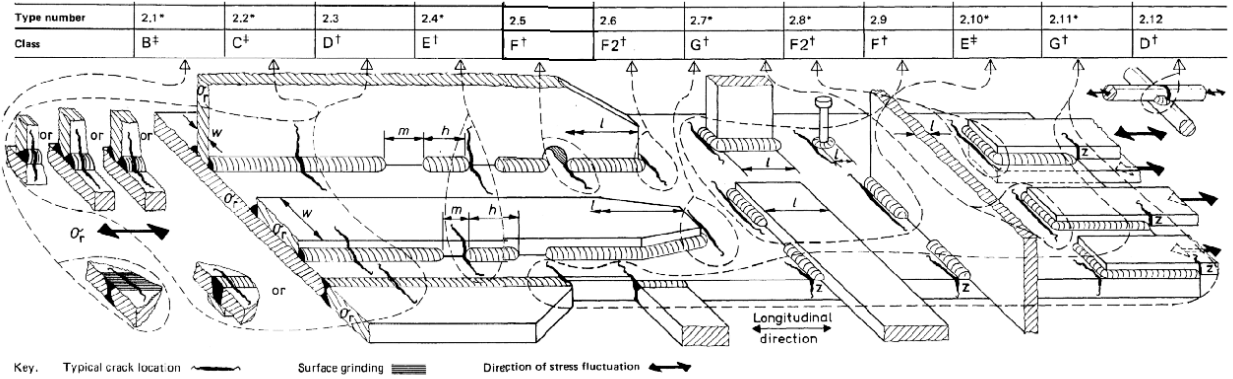 Type number 2.1* 2.2* 2.3 2.4* 2.5 2.6 2.7* 2.8* 2.9 2.10* 2.11* 2.12
Class B‡ C‡ D† E† F† F2† G† F2† F† E‡ G† D†
σr
w
m
h
l
or
or
or
l
l
z
σr
w
m
h
l
l
z
σr
σr
or
σr
z
z
z
Longitudinal
direction
Key. Typical crack location Surface grinding Direction of stress fluctuation